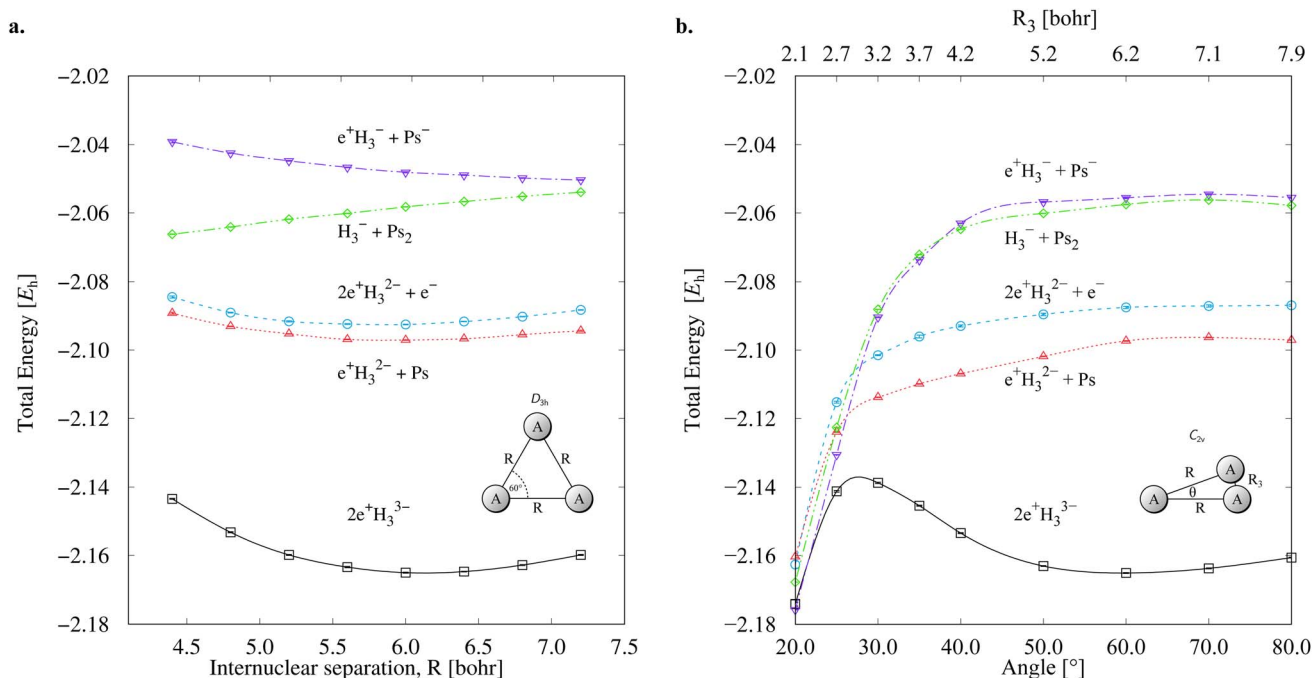 a.
−2.02
−2.04
−2.06
−2.08
−2.10
−2.12
−2.14
−2.16
−2.18
Total Energy [Eₕ]
e⁺H₃⁻ + Ps⁻
H₃⁻ + Ps₂
2e⁺H₃²⁻ + e⁻
e⁺H₃²⁻ + Ps
2e⁺H₃³⁻
D₃ₕ
A
R
R
60°
A
A
R
4.5 5.0 5.5 6.0 6.5 7.0 7.5
Internuclear separation, R [bohr]
b.
R₃ [bohr]
2.1 2.7 3.2 3.7 4.2 5.2 6.2 7.1 7.9
−2.02
−2.04
−2.06
−2.08
−2.10
−2.12
−2.14
−2.16
−2.18
Total Energy [Eₕ]
e⁺H₃⁻ + Ps⁻
H₃⁻ + Ps₂
2e⁺H₃²⁻ + e⁻
e⁺H₃²⁻ + Ps
2e⁺H₃³⁻
C₂ᵥ
A
R
R₃
A
θ
A
R
20.0 30.0 40.0 50.0 60.0 70.0 80.0
Angle [°]